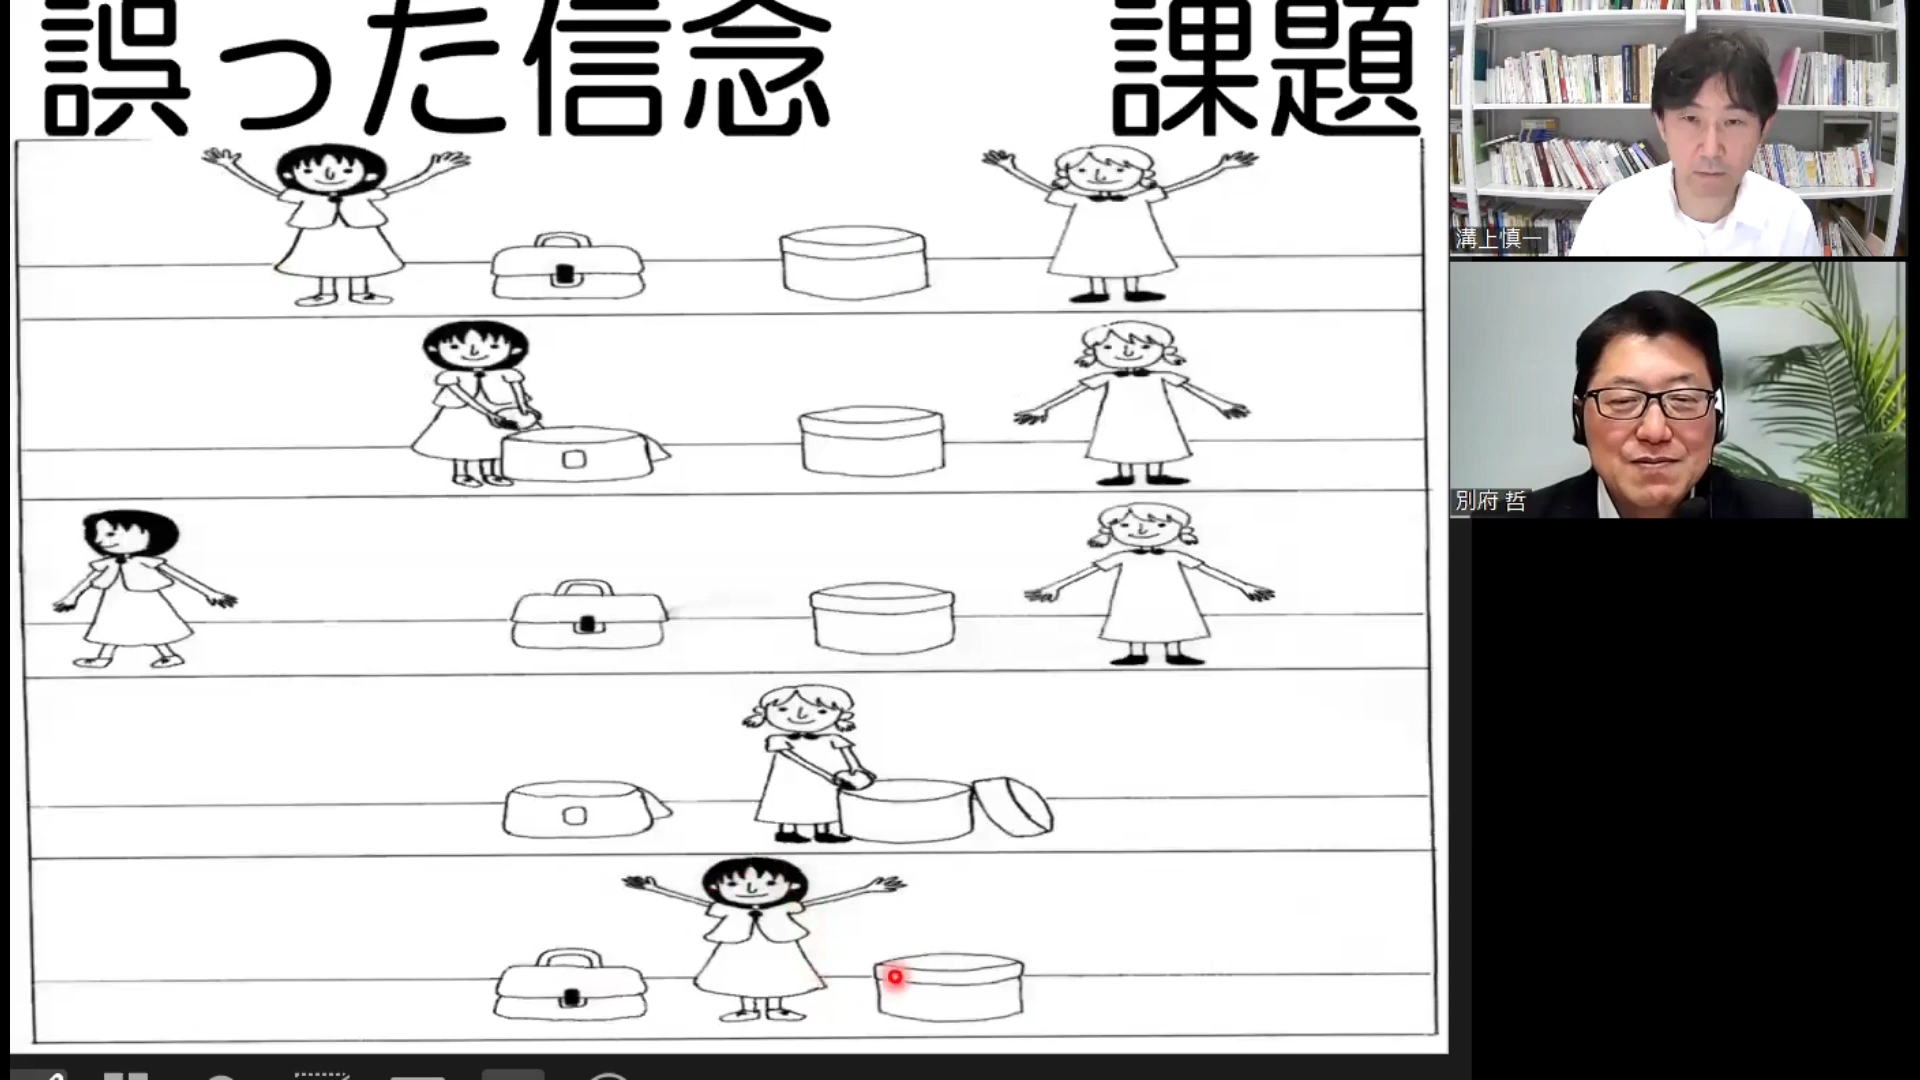 誤った信念 課題
溝上慎一
別府 哲